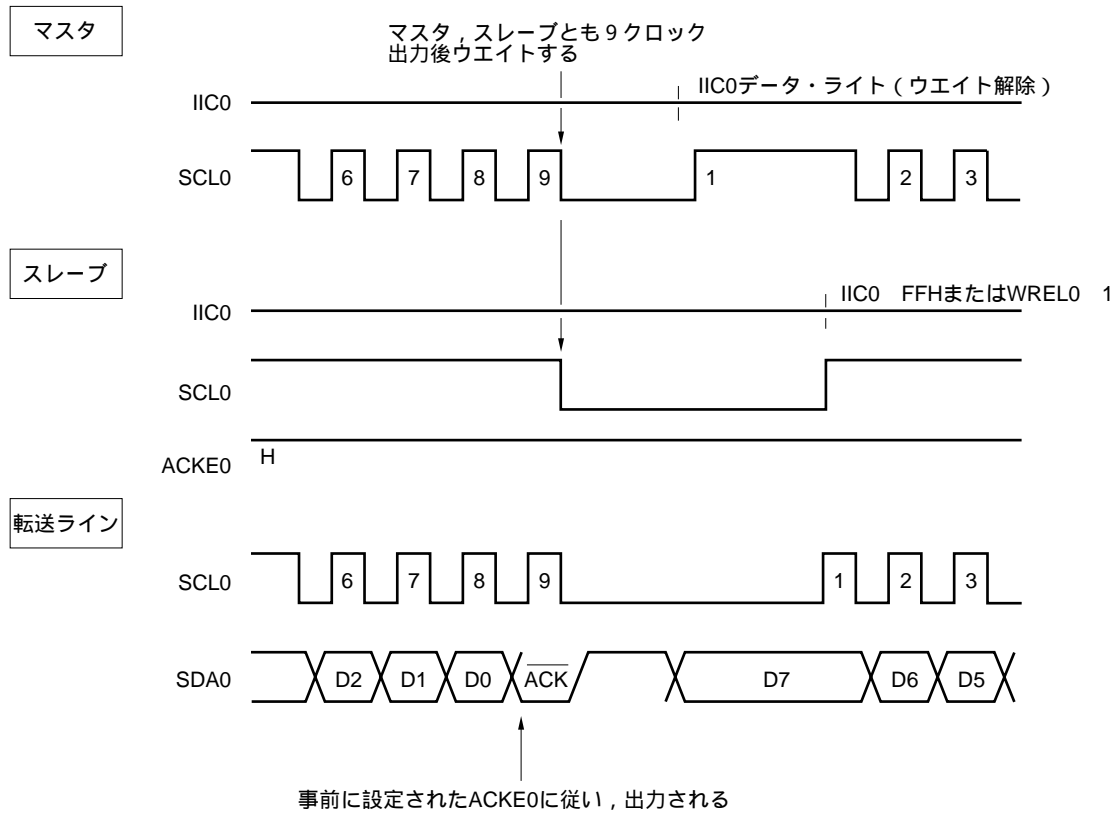 マスタ
マスタ，スレーブとも９クロック
出力後ウエイトする
IIC0データ・ライト（ウエイト解除）
IIC0
SCL0
6 7 8 9 1 2 3
スレーブ
IIC0 FFHまたはWREL0 1
IIC0
SCL0
H
ACKE0
転送ライン
SCL0
6 7 8 9 1 2 3
SDA0
D2 D1 D0 ACK D7 D6 D5
事前に設定されたACKE0に従い，出力される